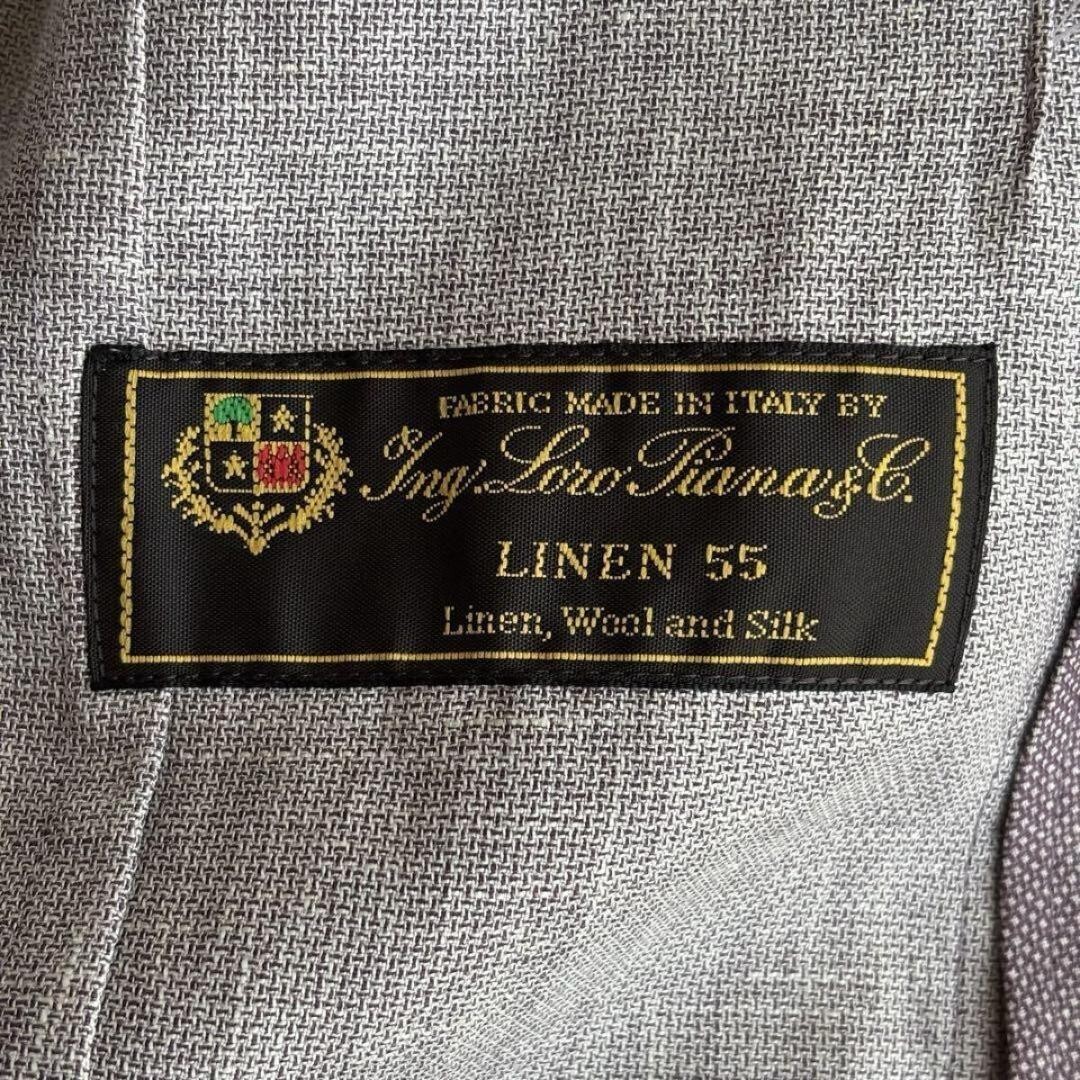 FABRIC MADE IN ITALY BY
Ing. Loro Piana & C.
LINEN 55
Linen, Wool and Silk